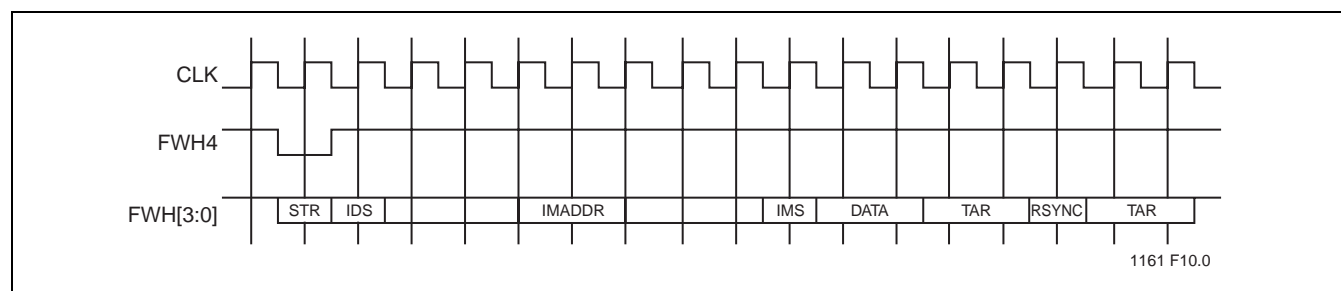 CLK
FWH4
FWH[3:0]
STR IDS IMADDR IMS DATA TAR RSYNC TAR
1161 F10.0